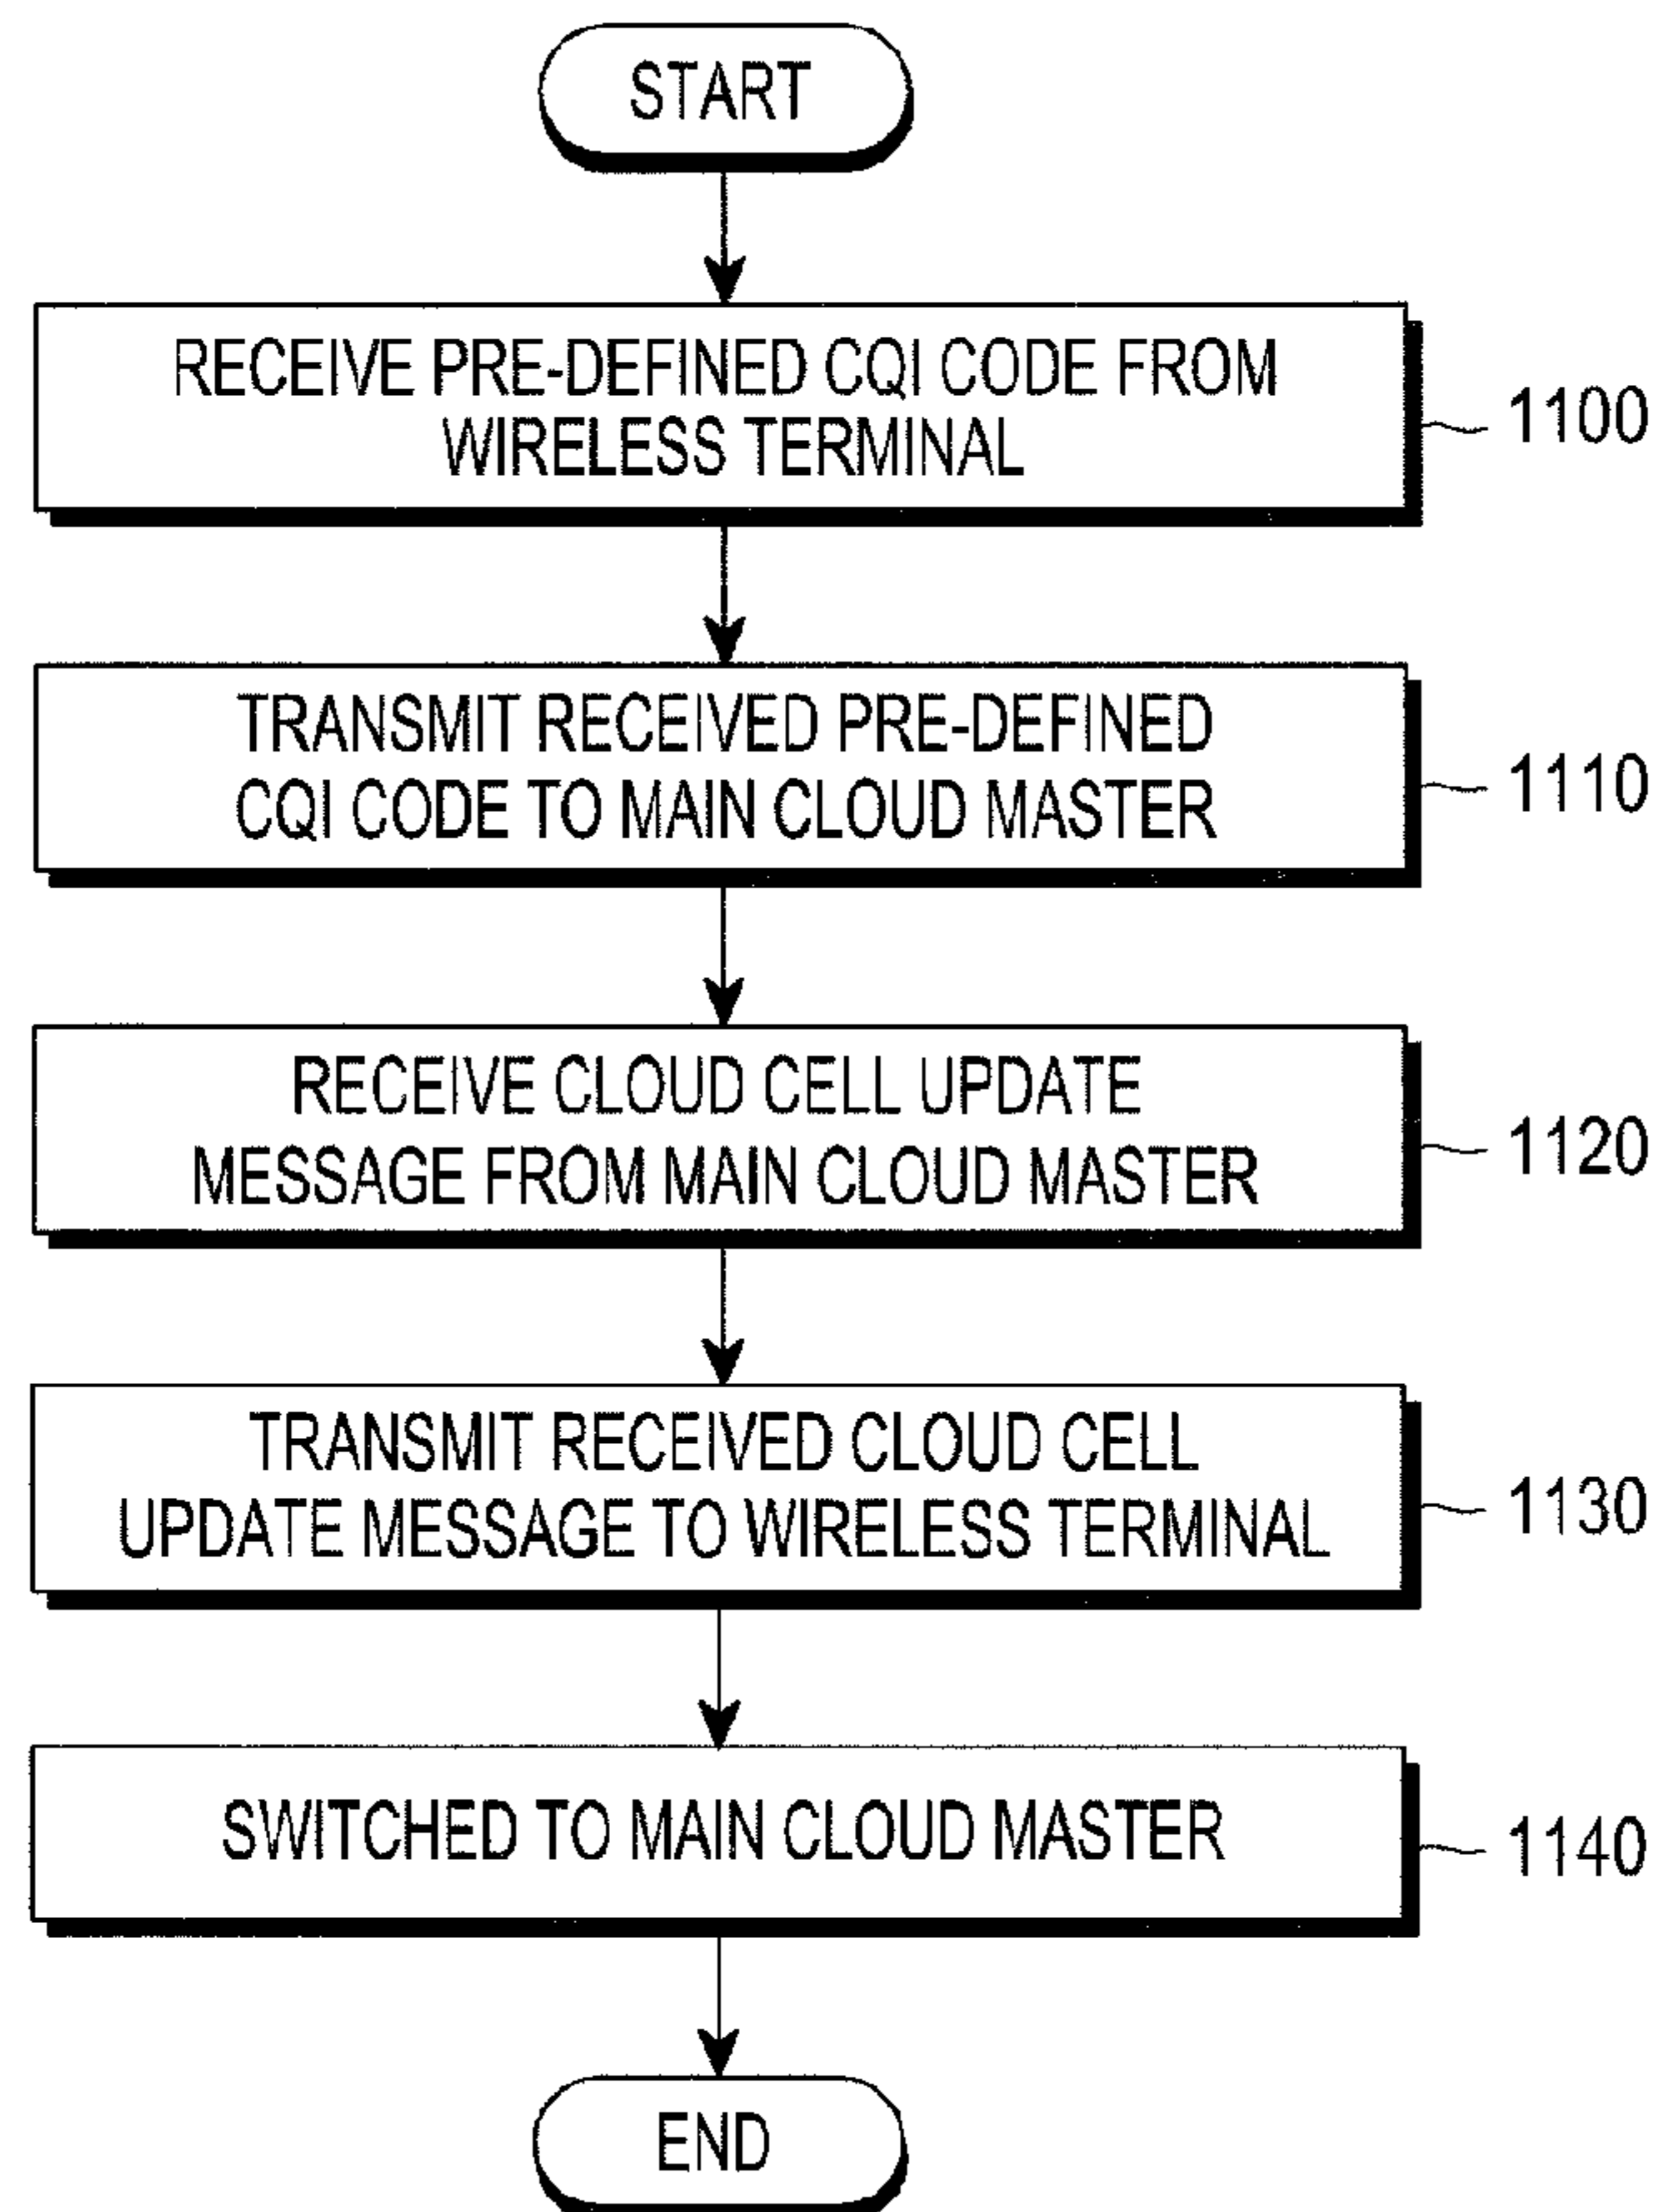 START
RECEIVE PRE-DEFINED CQI CODE FROM
WIRELESS TERMINAL
1100
TRANSMIT RECEIVED PRE-DEFINED
CQI CODE TO MAIN CLOUD MASTER
1110
RECEIVE CLOUD CELL UPDATE
MESSAGE FROM MAIN CLOUD MASTER
1120
TRANSMIT RECEIVED CLOUD CELL
UPDATE MESSAGE TO WIRELESS TERMINAL
1130
SWITCHED TO MAIN CLOUD MASTER
1140
END